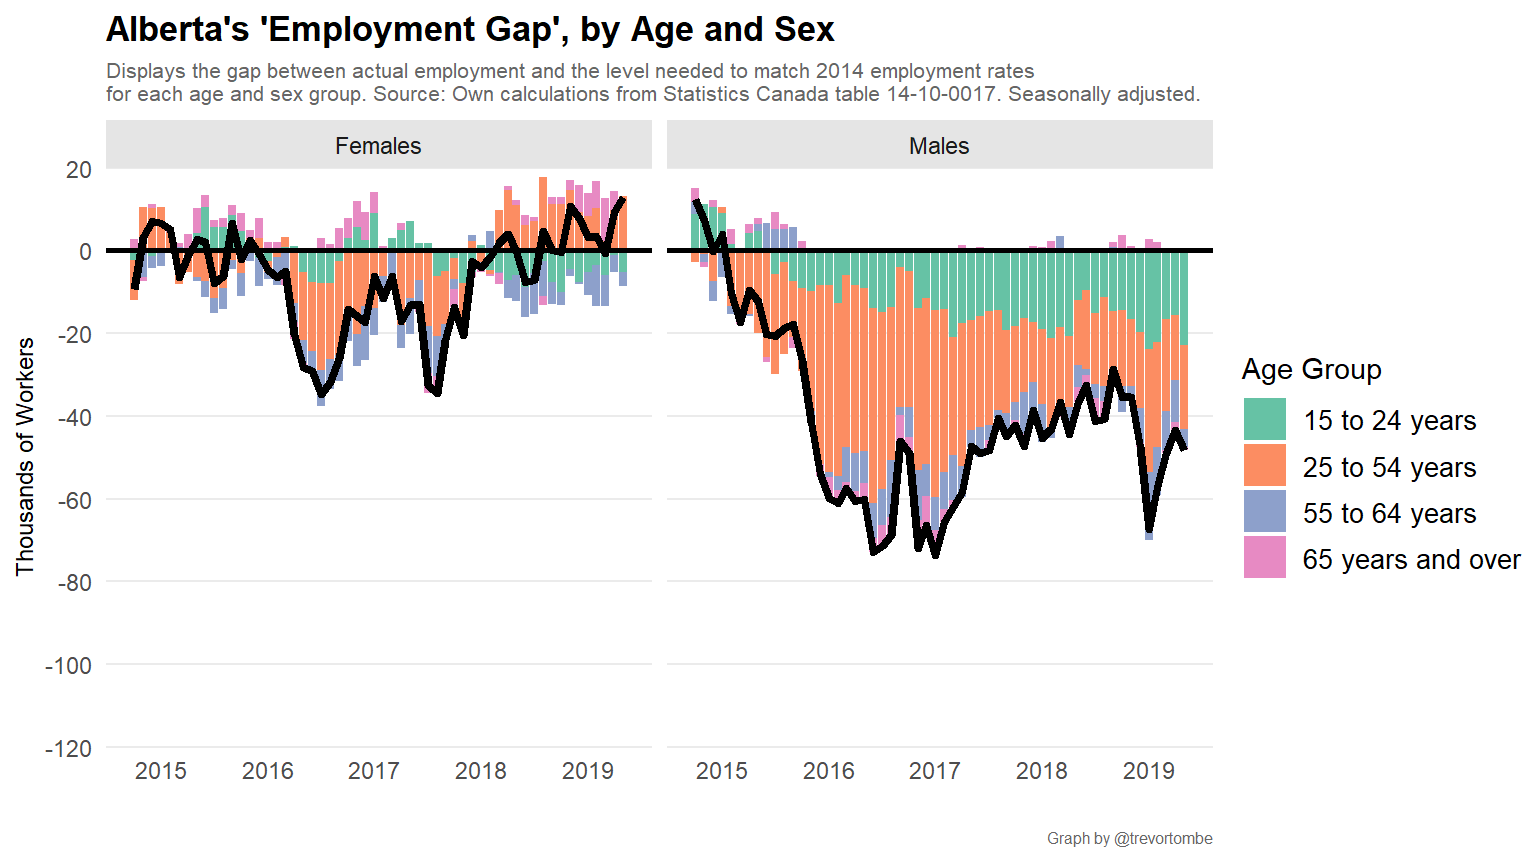 Alberta's 'Employment Gap', by Age and Sex
Displays the gap between actual employment and the level needed to match 2014 employment rates
for each age and sex group. Source: Own calculations from Statistics Canada table 14-10-0017. Seasonally adjusted.
Females
Males
20
0
-20
-40
-60
-80
-100
-120
Thousands of Workers
2015 2016 2017 2018 2019
2015 2016 2017 2018 2019
Age Group
15 to 24 years
25 to 54 years
55 to 64 years
65 years and over
Graph by @trevortombe